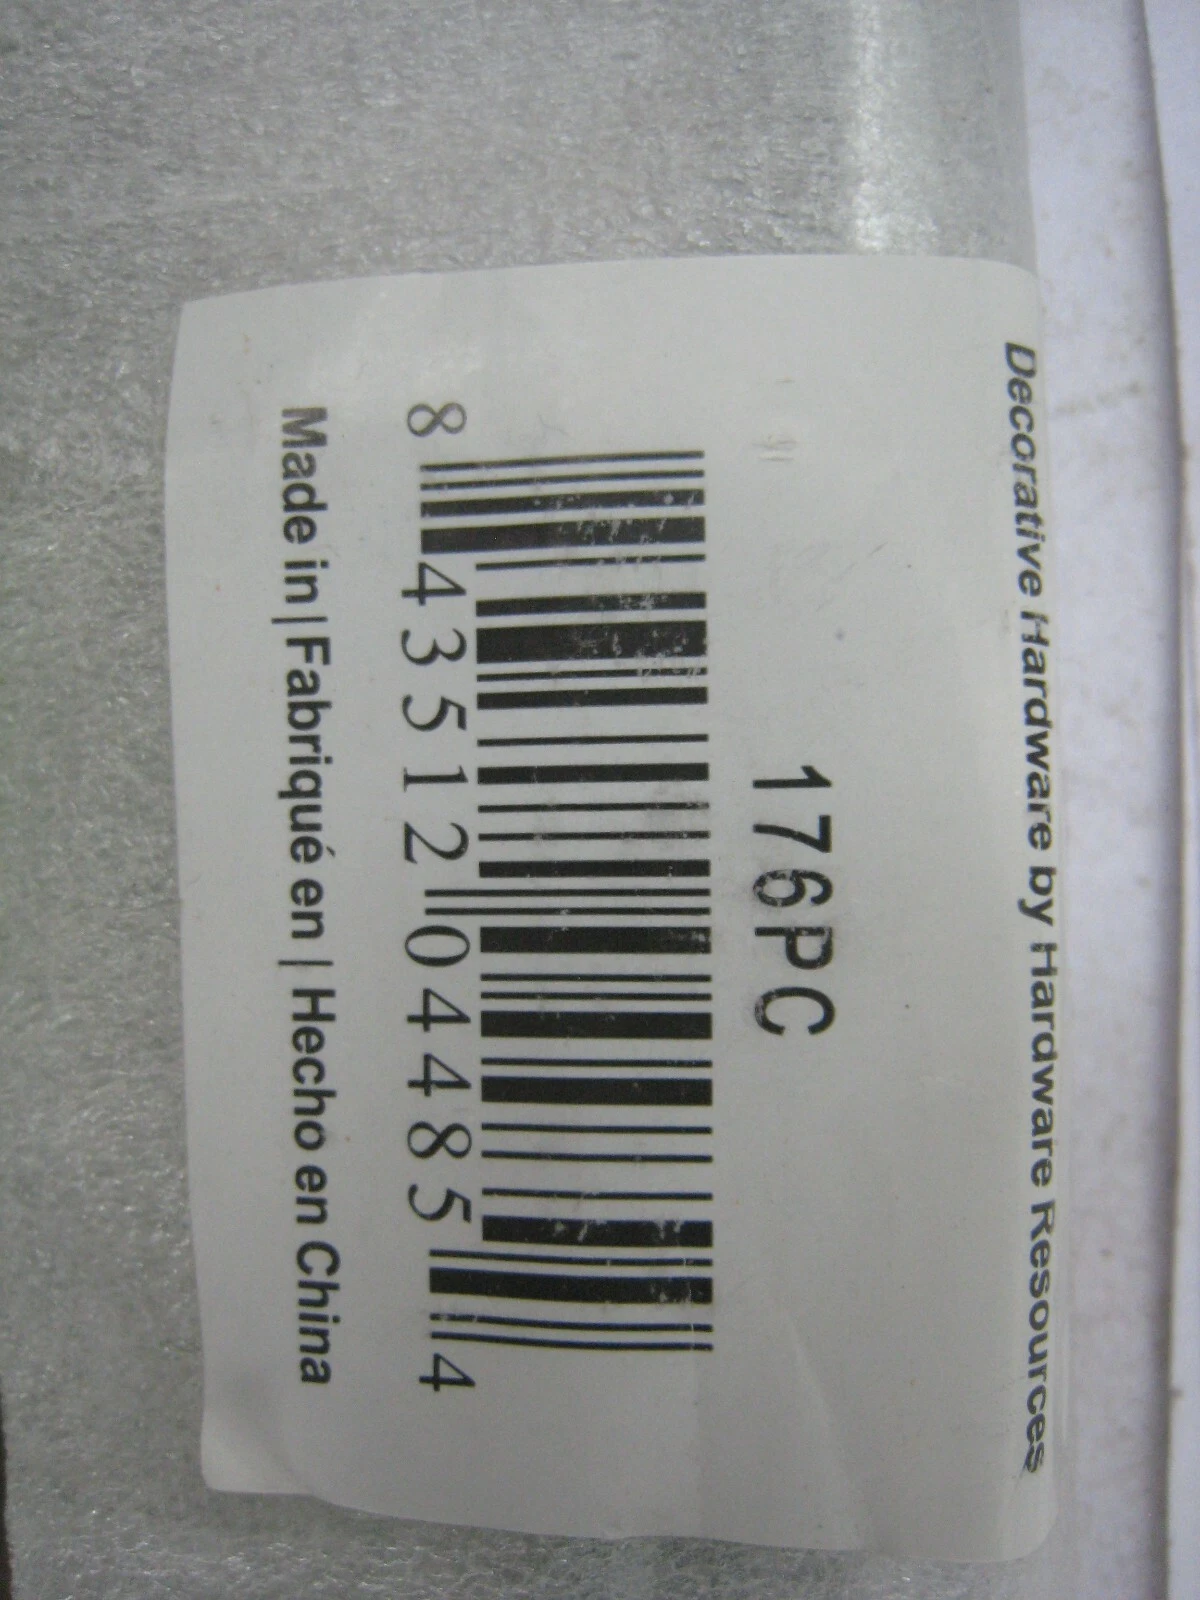 Decorative Hardware by Hardware Resources
176PC
8 43512 04485 4
Made in | Fabriqué en | Hecho en China